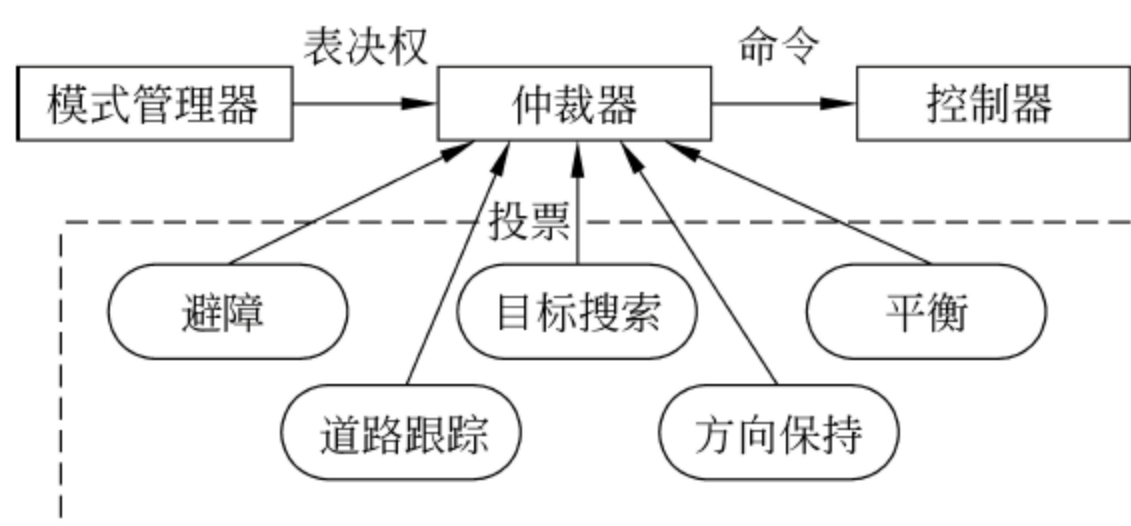 表决权
命令
模式管理器
仲裁器
控制器
投票
避障
目标搜索
平衡
道路跟踪
方向保持